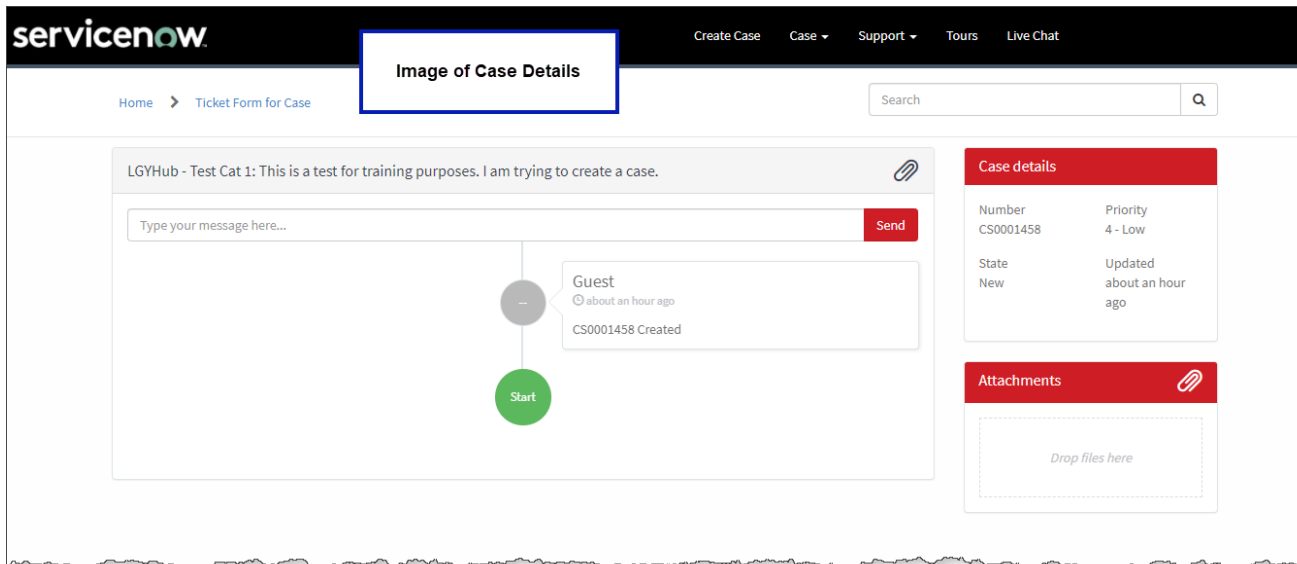 servicenow
Image of Case Details
Create Case Case Support Tours Live Chat
Home Ticket Form for Case
Search
LGYHub - Test Cat 1: This is a test for training purposes. I am trying to create a case.
Type your message here...
Send
--
Guest
about an hour ago
CS0001458 Created
Start
Case details
Number
CS0001458
Priority
4 - Low
State
New
Updated
about an hour
ago
Attachments
Drop files here